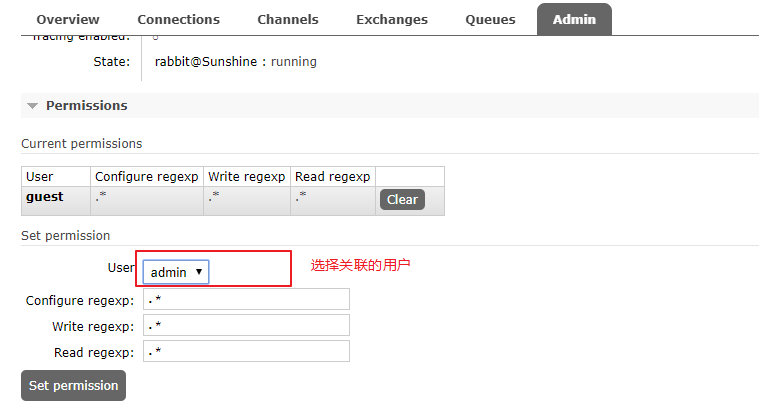 Overview Connections Channels Exchanges Queues Admin
Tracing enabled:
State: rabbit@Sunshine : running
Permissions
Current permissions
User Configure regexp Write regexp Read regexp
guest .* .* .* Clear
Set permission
User admin 选择关联的用户
Configure regexp: .*
Write regexp: .*
Read regexp: .*
Set permission